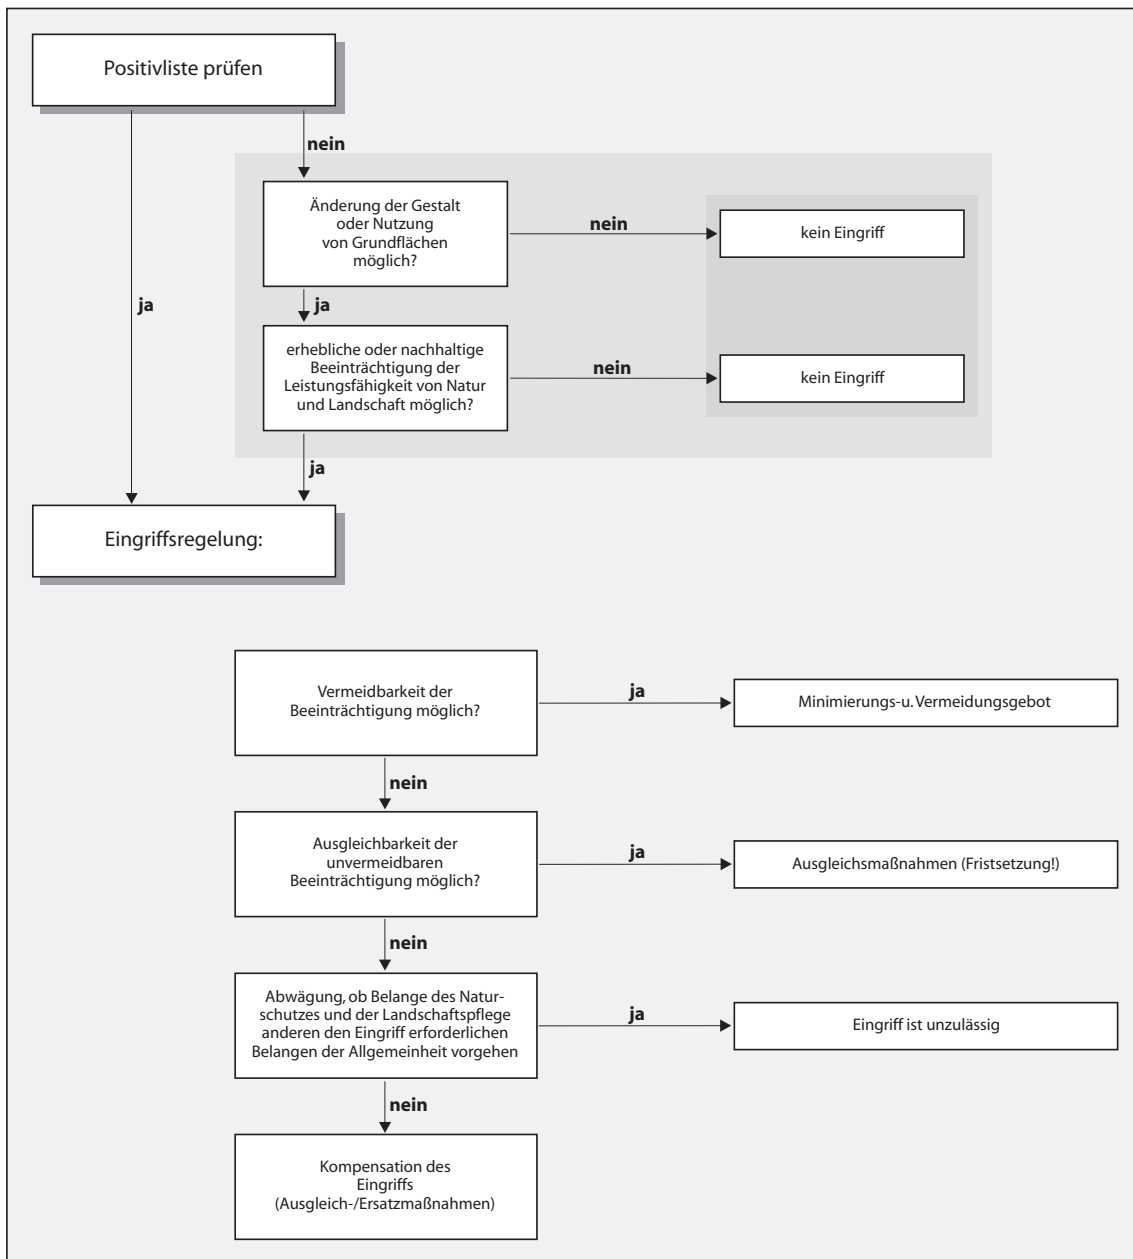 Positivliste prüfen
nein
Änderung der Gestalt
oder Nutzung
von Grundflächen
möglich?
nein
kein Eingriff
ja
ja
erhebliche oder nachhaltige
Beeinträchtigung der
Leistungsfähigkeit von Natur
und Landschaft möglich?
nein
kein Eingriff
ja
Eingriffsregelung:
Vermeidbarkeit der
Beeinträchtigung möglich?
ja
Minimierungs-u. Vermeidungsgebot
nein
Ausgleichbarkeit der
unvermeidbaren
Beeinträchtigung möglich?
ja
Ausgleichsmaßnahmen (Fristsetzung!)
nein
Abwägung, ob Belange des Natur-
schutzes und der Landschaftspflege
anderen den Eingriff erforderlichen
Belangen der Allgemeinheit vorgehen
ja
Eingriff ist unzulässig
nein
Kompensation des
Eingriffs
(Ausgleich-/Ersatzmaßnahmen)